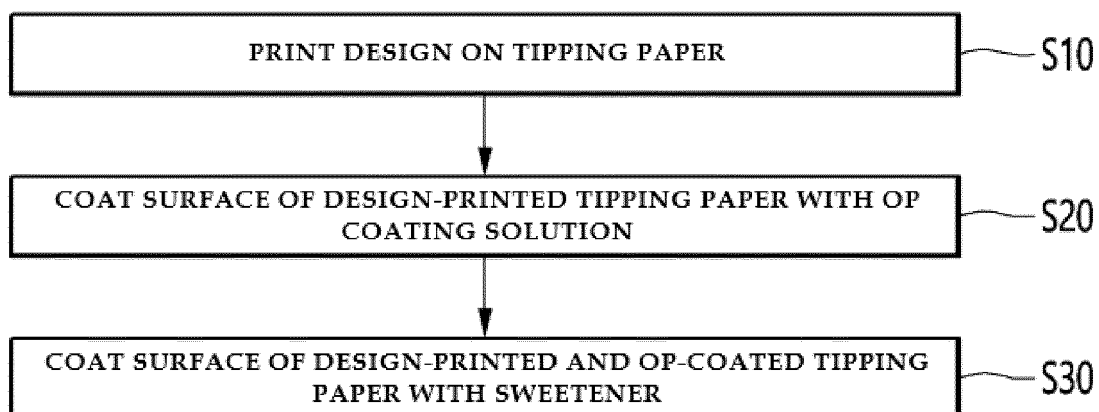 PRINT DESIGN ON TIPPING PAPER
S10
COAT SURFACE OF DESIGN-PRINTED TIPPING PAPER WITH OP
COATING SOLUTION
S20
COAT SURFACE OF DESIGN-PRINTED AND OP-COATED TIPPING
PAPER WITH SWEETENER
S30